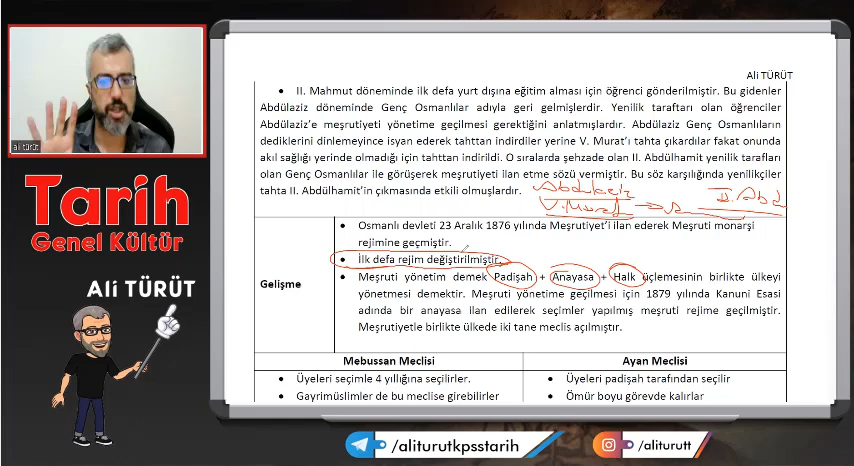 ali türüt
Tarih
Genel Kültür
Ali TÜRÜT
Ali TÜRÜT
• II. Mahmut döneminde ilk defa yurt dışına eğitim alması için öğrenci gönderilmiştir. Bu gidenler
Abdülaziz döneminde Genç Osmanlılar adıyla geri gelmişlerdir. Yenilik taraftarı olan öğrenciler
Abdülaziz'e meşrutiyeti yönetime geçilmesi gerektiğini anlatmışlardır. Abdülaziz Genç Osmanlıların
dediklerini dinlemeyince isyan ederek tahttan indirdiler yerine V. Murat'ı tahta çıkardılar fakat onunda
akıl sağlığı yerinde olmadığı için tahttan indirildi. O sıralarda şehzade olan II. Abdülhamit yenilik tarafları
olan Genç Osmanlılar ile görüşerek meşrutiyeti ilan etme sözü vermiştir. Bu söz karşılığında yenilikçiler
tahta II. Abdülhamit'in çıkmasında etkili olmuşlardır.
Abdülaziz
V. Murad
II. Abd
Gelişme
• Osmanlı devleti 23 Aralık 1876 yılında Meşrutiyet'i ilan ederek Meşruti monarşi
rejimine geçmiştir.
• İlk defa rejim değiştirilmiştir.
• Meşruti yönetim demek Padişah + Anayasa + Halk üçlemesinin birlikte ülkeyi
yönetmesi demektir. Meşruti yönetime geçilmesi için 1879 yılında Kanuni Esasi
adında bir anayasa ilan edilerek seçimler yapılmış meşruti rejime geçilmiştir.
Meşrutiyetle birlikte ülkede iki tane meclis açılmıştır.
Mebussan Meclisi
Ayan Meclisi
• Üyeleri seçimle 4 yıllığına seçilirler.
• Üyeleri padişah tarafından seçilir
• Gayrimüslimler de bu meclise girebilirler
• Ömür boyu görevde kalırlar
/aliturutkpsstarih
/aliturutt